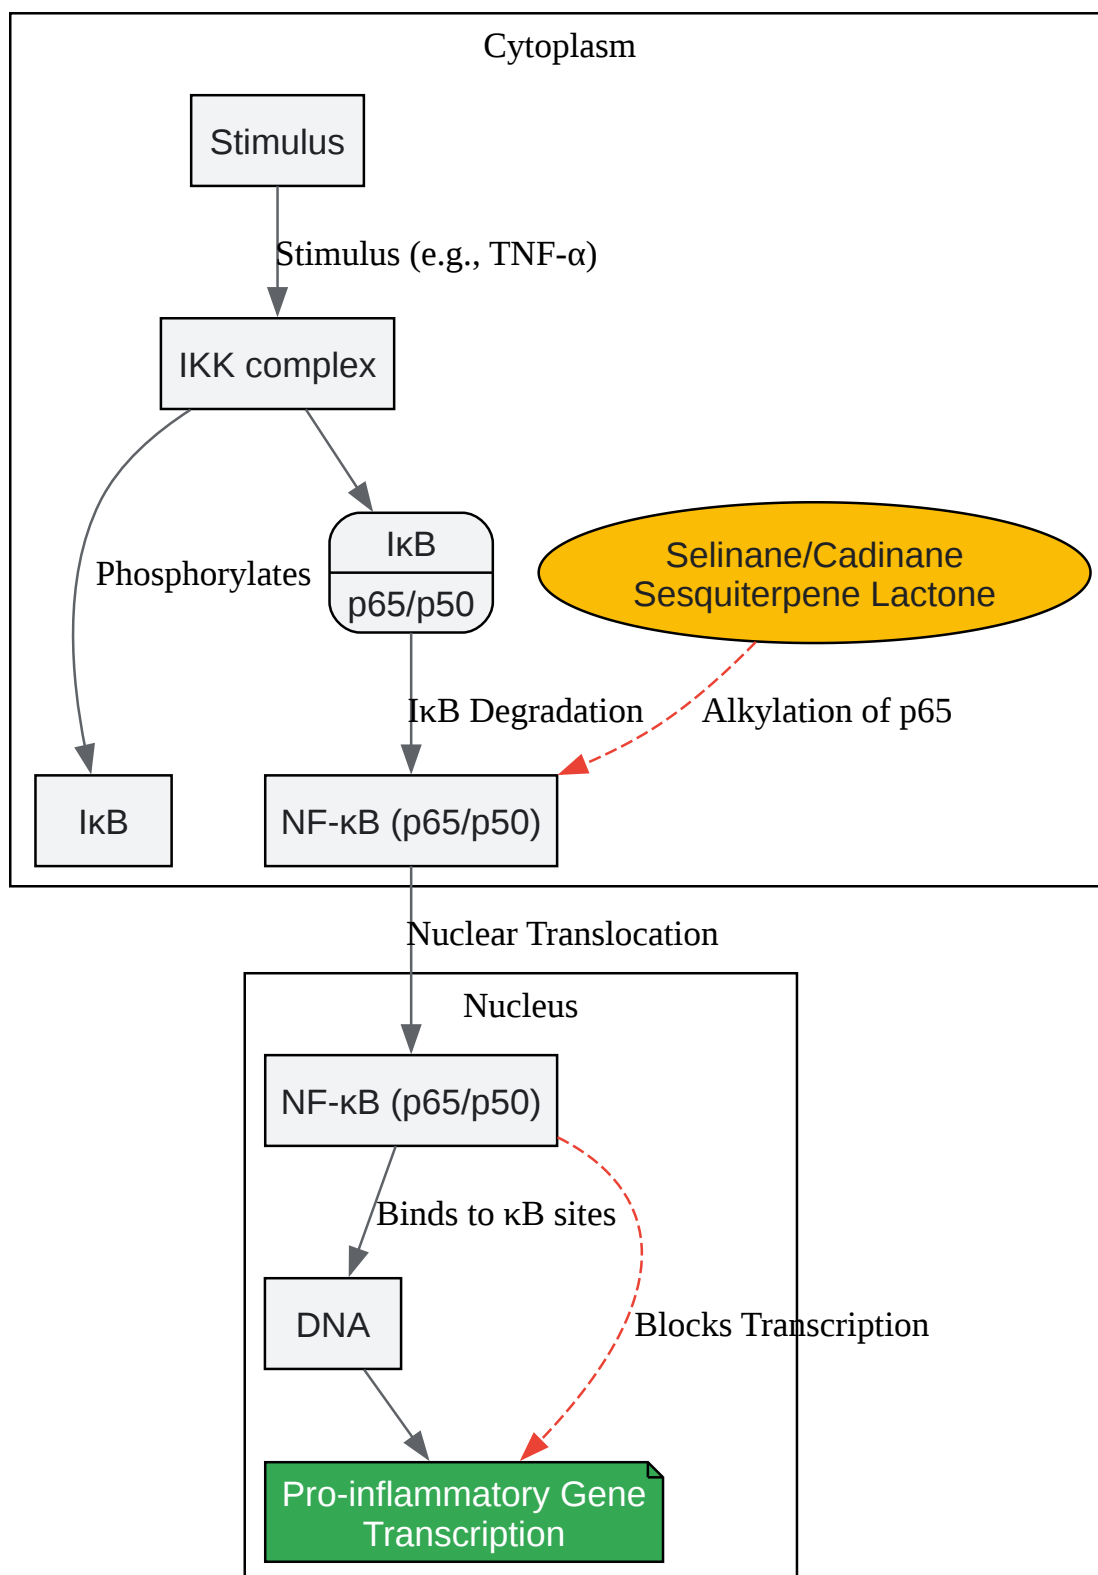 Cytoplasm
Stimulus
Stimulus (e.g., TNF-α)
IKK complex
IκB
p65/p50
Selinane/Cadinane
Sesquiterpene Lactone
Phosphorylates
IκB Degradation
Alkylation of p65
IκB
NF-κB (p65/p50)
Nuclear Translocation
Nucleus
NF-κB (p65/p50)
Binds to κB sites
DNA
Blocks Transcription
Pro-inflammatory Gene
Transcription